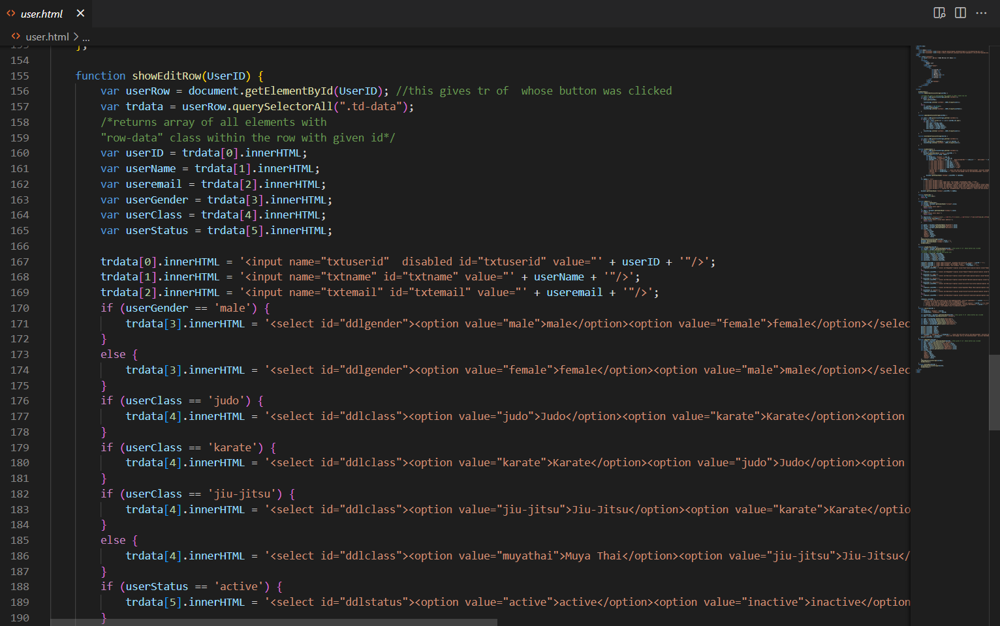 user.html
user.html > ...
153 };
154
155 function showEditRow(UserID) {
156 var userRow = document.getElementById(UserID); //this gives tr of  whose button was clicked
157 var trdata = userRow.querySelectorAll(".td-data");
158 /*returns array of all elements with
159 "row-data" class within the row with given id*/
160 var userID = trdata[0].innerHTML;
161 var userName = trdata[1].innerHTML;
162 var useremail = trdata[2].innerHTML;
163 var userGender = trdata[3].innerHTML;
164 var userClass = trdata[4].innerHTML;
165 var userStatus = trdata[5].innerHTML;
166
167 trdata[0].innerHTML = '<input name="txtuserid"  disabled id="txtuserid" value="' + userID + '"/>';
168 trdata[1].innerHTML = '<input name="txtname" id="txtname" value="' + userName + '"/>';
169 trdata[2].innerHTML = '<input name="txtemail" id="txtemail" value="' + useremail + '"/>';
170 if (userGender == 'male') {
171 trdata[3].innerHTML = '<select id="ddlgender"><option value="male">male</option><option value="female">female</option></selec
172 }
173 else {
174 trdata[3].innerHTML = '<select id="ddlgender"><option value="female">female</option><option value="male">male</option></selec
175 }
176 if (userClass == 'judo') {
177 trdata[4].innerHTML = '<select id="ddlclass"><option value="judo">Judo</option><option value="karate">Karate</option><option
178 }
179 if (userClass == 'karate') {
180 trdata[4].innerHTML = '<select id="ddlclass"><option value="karate">Karate</option><option value="judo">Judo</option><option
181 }
182 if (userClass == 'jiu-jitsu') {
183 trdata[4].innerHTML = '<select id="ddlclass"><option value="jiu-jitsu">Jiu-Jitsu</option><option value="karate">Karate</optio
184 }
185 else {
186 trdata[4].innerHTML = '<select id="ddlclass"><option value="muyathai">Muya Thai</option><option value="jiu-jitsu">Jiu-Jitsu</
187 }
188 if (userStatus == 'active') {
189 trdata[5].innerHTML = '<select id="ddlstatus"><option value="active">active</option><option value="inactive">inactive</option
190 }